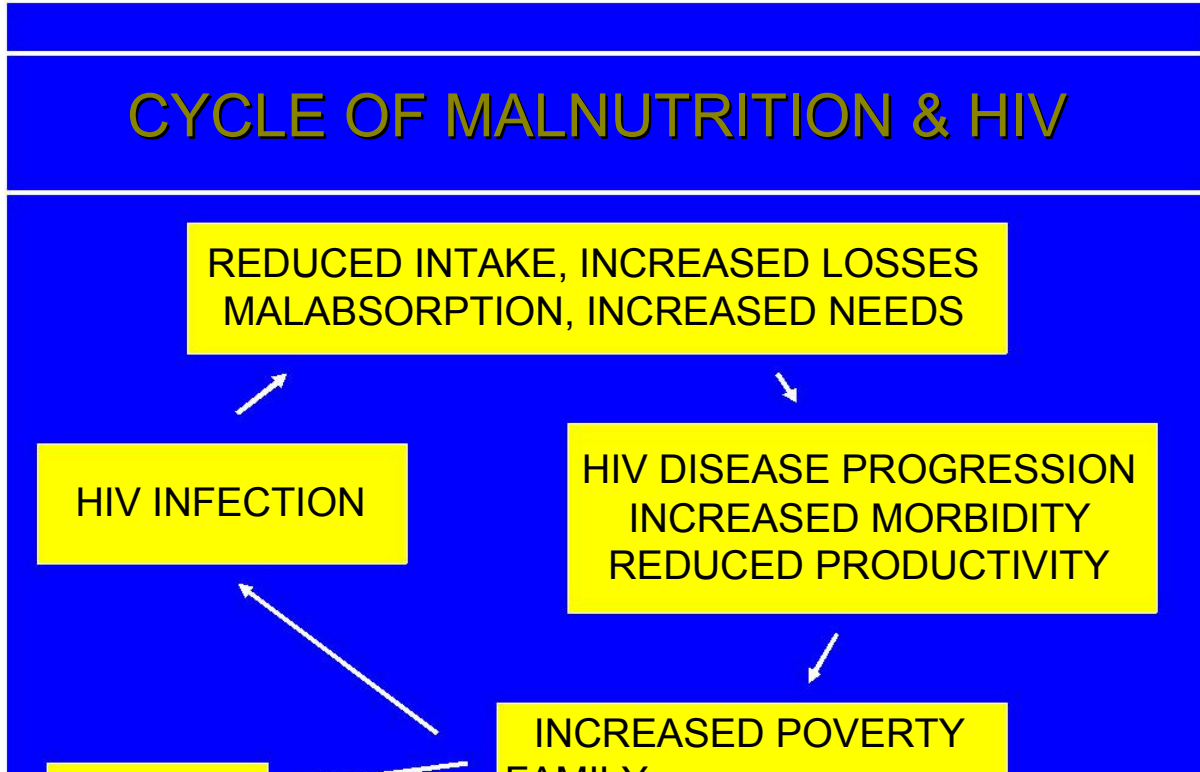 CYCLE OF MALNUTRITION & HIV
REDUCED INTAKE, INCREASED LOSSES
MALABSORPTION, INCREASED NEEDS
HIV INFECTION
HIV DISEASE PROGRESSION
INCREASED MORBIDITY
REDUCED PRODUCTIVITY
INCREASED POVERTY
FAMILY